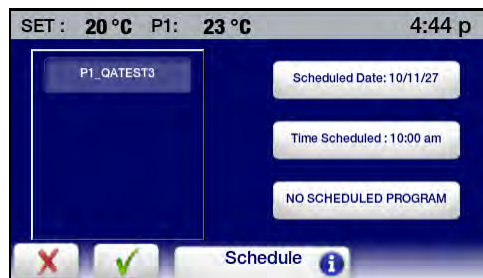 SET : 20 °C P1: 23 °C 4:44 p
P1_QATEST3
Scheduled Date: 10/11/27
Time Scheduled : 10:00 am
NO SCHEDULED PROGRAM
Schedule i